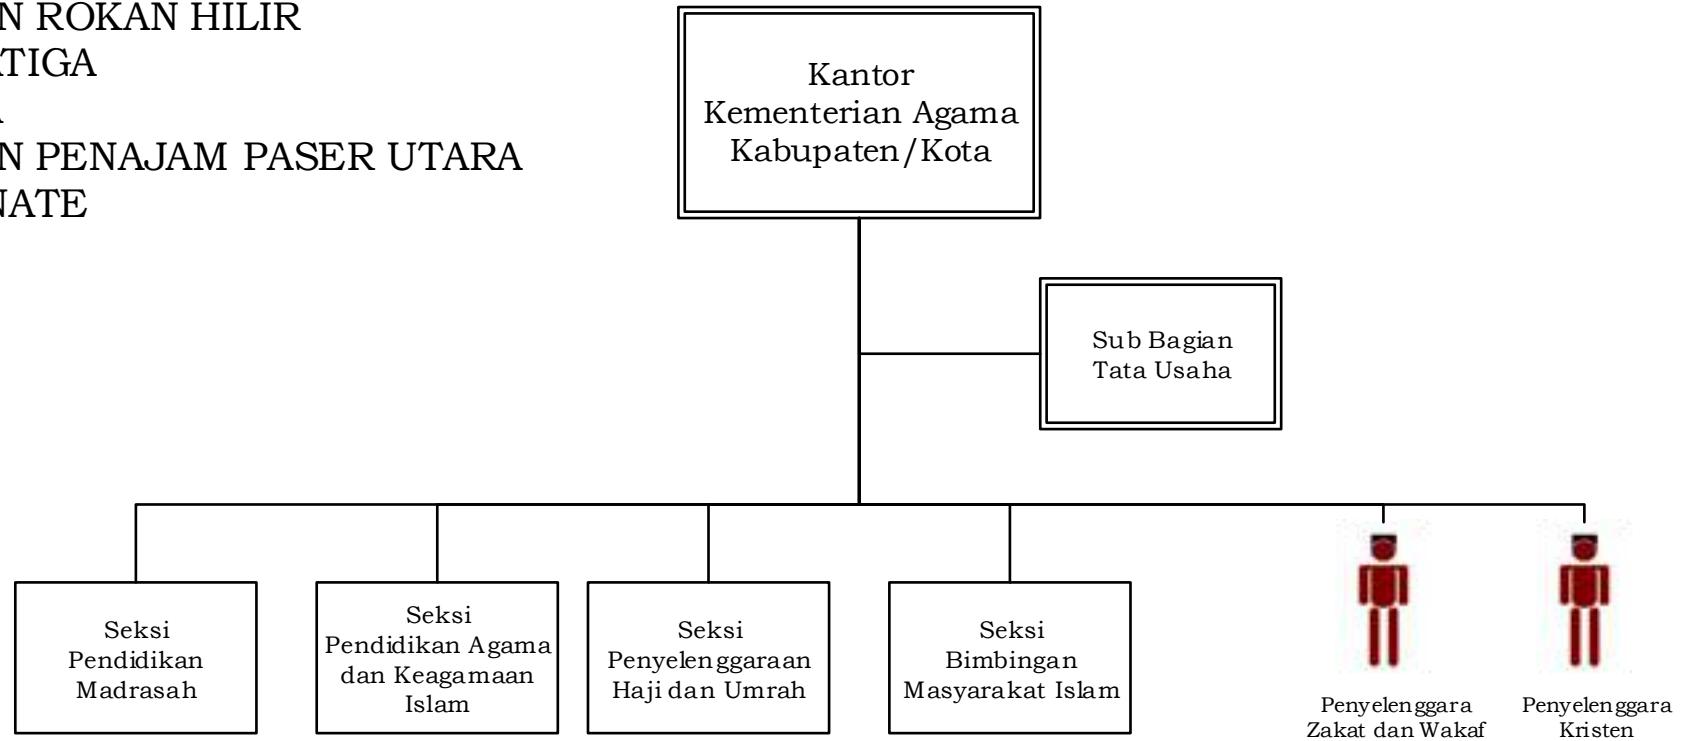 N ROKAN HILIR
TIGA
A
N PENAJAM PASER UTARA
NATE
Kantor
Kementerian Agama
Kabupaten/Kota
Sub Bagian
Tata Usaha
Seksi
Pendidikan
Madrasah
Seksi
Pendidikan Agama
dan Keagamaan
Islam
Seksi
Penyelenggaraan
Haji dan Umrah
Seksi
Bimbingan
Masyarakat Islam
Penyelenggara
Zakat dan Wakaf
Penyelenggara
Kristen